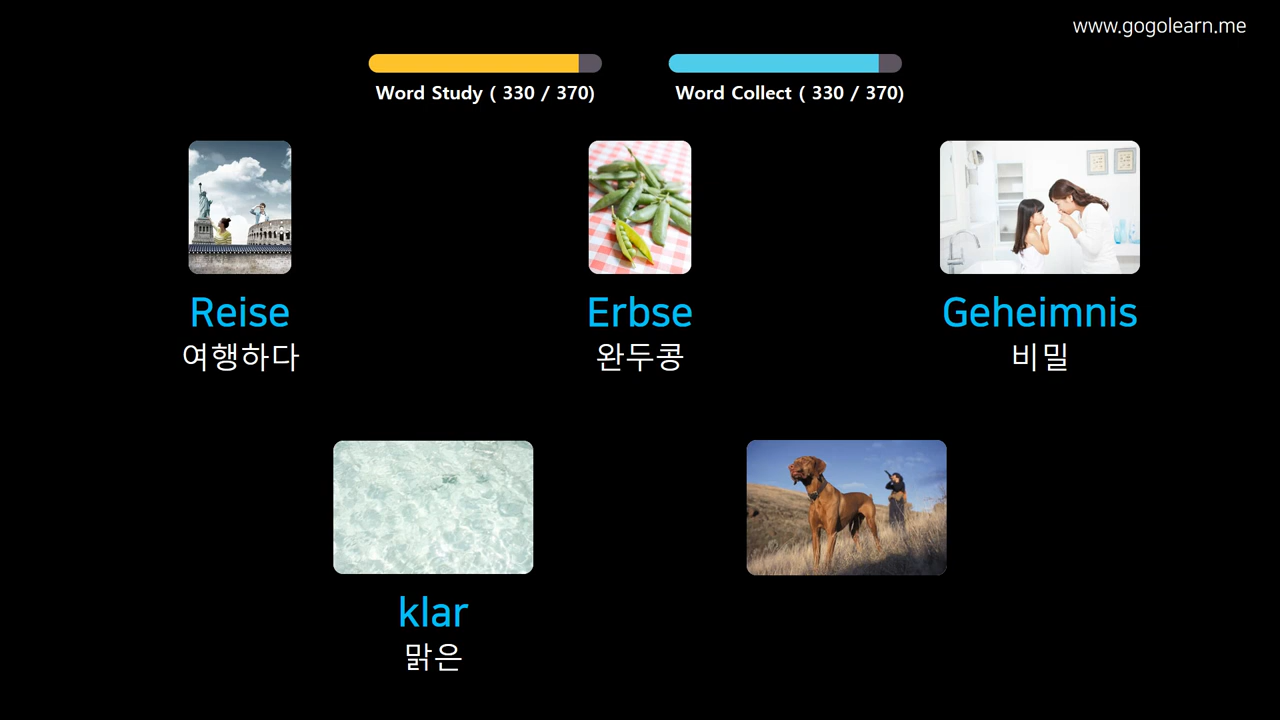 www.gogolearn.me
Word Study ( 330 / 370)
Word Collect ( 330 / 370)
Reise
여행하다
Erbse
완두콩
Geheimnis
비밀
klar
맑은